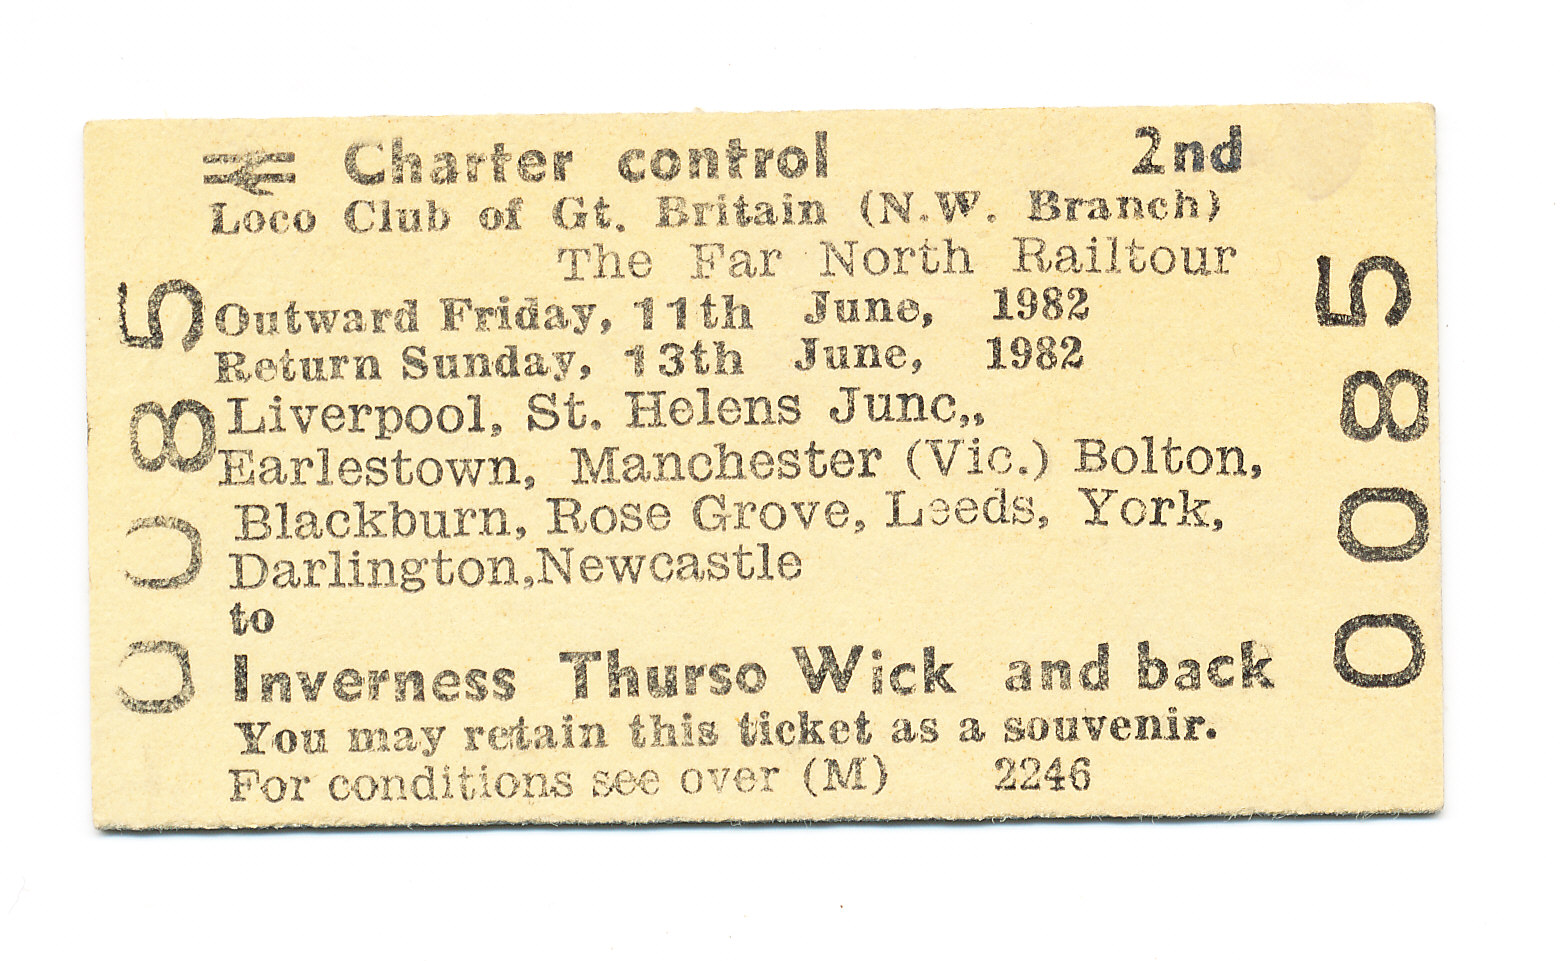 Charter control 2nd
Loco Club of Gt. Britain (N.W. Branch)
The Far North Railtour
Outward Friday, 11th June, 1982
Return Sunday, 13th June, 1982
Liverpool, St. Helens Junc,,
Earlestown, Manchester (Vic.) Bolton,
Blackburn, Rose Grove, Leeds, York,
Darlington,Newcastle
to
Inverness Thurso Wick and back
You may retain this ticket as a souvenir.
For conditions see over (M) 2246
0085
0085